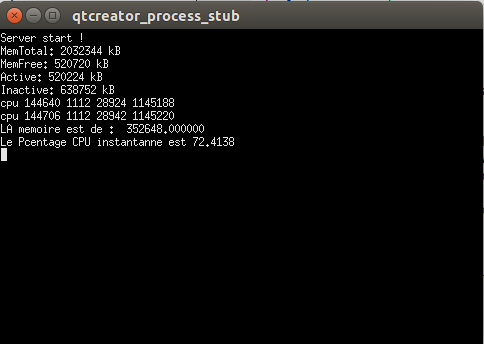 qtcreator_process_stub
Server start !
MemTotal: 2032344 kB
MemFree: 520720 kB
Active: 520224 kB
Inactive: 638752 kB
cpu 144640 1112 28924 1145188
cpu 144706 1112 28942 1145220
LA memoire est de :  352648.000000
Le Pcentage CPU instantanne est 72.4138